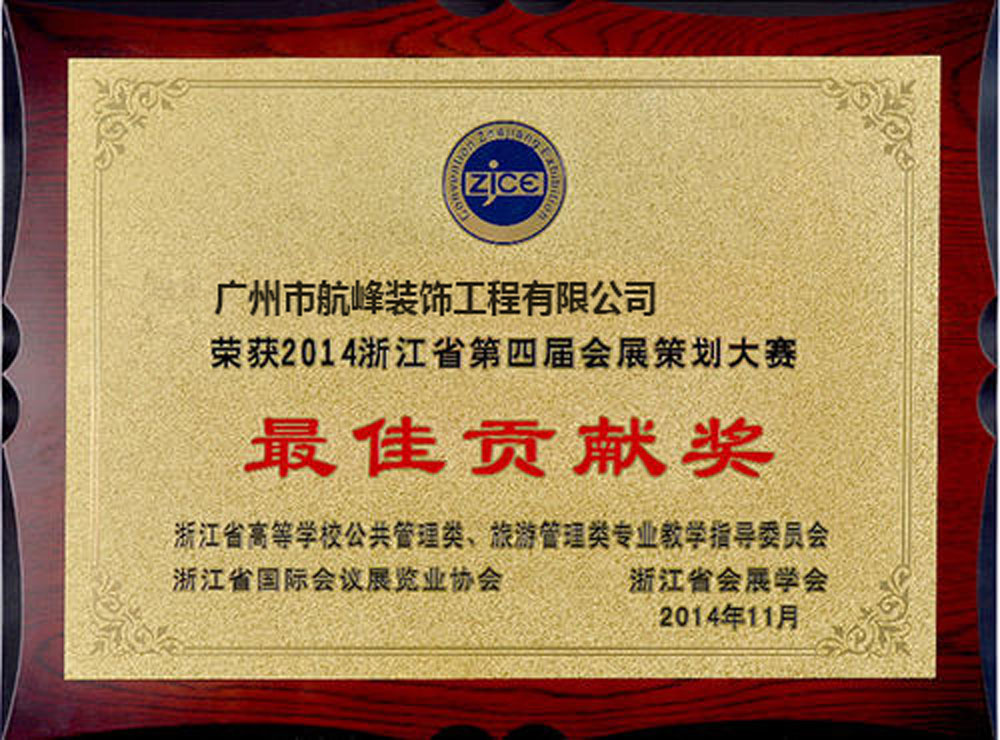 Convention Zhejiang Exhibition
ZJCE
广州市航峰装饰工程有限公司
荣获2014浙江省第四届会展策划大赛
最佳贡献奖
浙江省高等学校公共管理类、旅游管理类专业教学指导委员会
浙江省国际会议展览业协会 浙江省会展学会
2014年11月